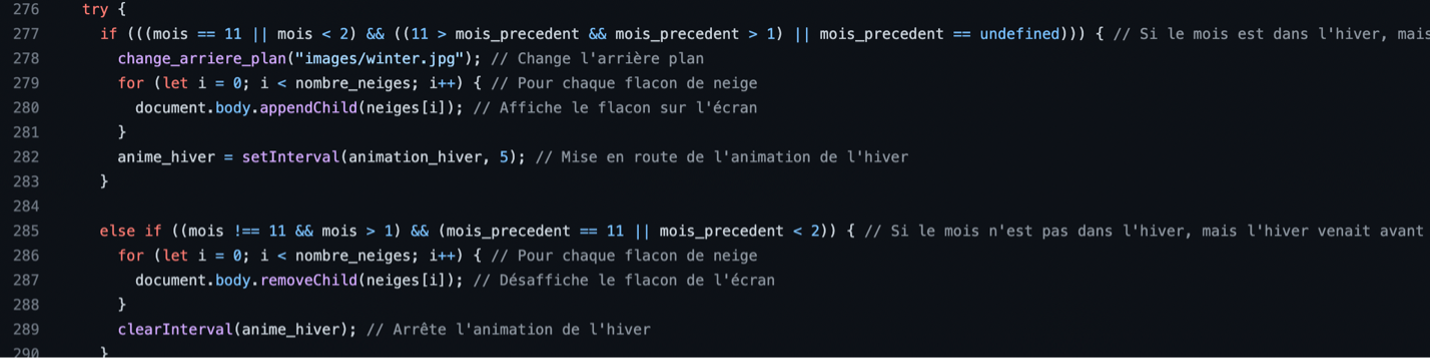 276 try {
277 if (((mois == 11 || mois < 2) && ((11 > mois_precedent && mois_precedent > 1) || mois_precedent == undefined))) { // Si le mois est dans l'hiver, mais
278 change_arriere_plan("images/winter.jpg"); // Change l'arrière plan
279 for (let i = 0; i < nombre_neiges; i++) { // Pour chaque flacon de neige
280 document.body.appendChild(neiges[i]); // Affiche le flacon sur l'écran
281 }
282 anime_hiver = setInterval(animation_hiver, 5); // Mise en route de l'animation de l'hiver
283 }
284
285 else if ((mois !== 11 && mois > 1) && (mois_precedent == 11 || mois_precedent < 2)) { // Si le mois n'est pas dans l'hiver, mais l'hiver venait avant
286 for (let i = 0; i < nombre_neiges; i++) { // Pour chaque flacon de neige
287 document.body.removeChild(neiges[i]); // Désaffiche le flacon de l'écran
288 }
289 clearInterval(anime_hiver); // Arrête l'animation de l'hiver
290 }